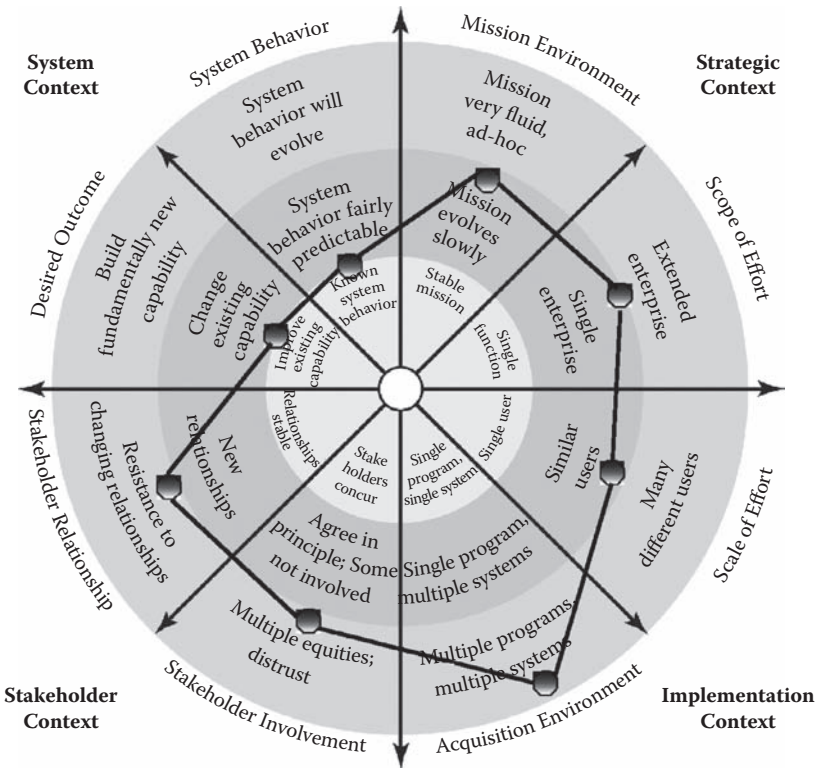 System
Context
System Behavior
Mission Environment
Strategic
Context
System
behavior will
evolve
Mission
very fluid,
ad-hoc
Desired Outcome
Build
fundamentally new
capability
Change
existing
capability
Improve
existing
capability
System
behavior fairly
predictable
Known
system
behavior
Mission
evolves
slowly
Stable
mission
Scope of Effort
Extended
enterprise
Single
enterprise
Single
function
Stakeholder Relationship
Resistance to
changing relationships
New
relationships
Relationships
stable
Stake
holders
concur
Single
program,
single system
Single user
Similar
users
Many
different users
Scale of Effort
Agree in
principle; Some
not involved
Single program,
multiple systems
Multiple equities;
distrust
Multiple programs,
multiple systems
Stakeholder
Context
Stakeholder Involvement
Acquisition Environment
Implementation
Context